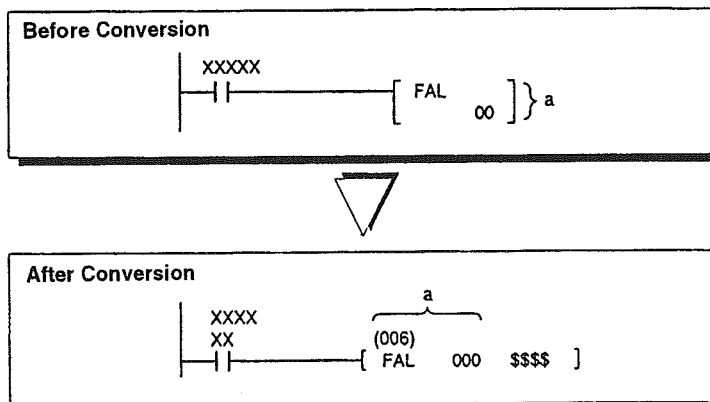 Before Conversion
XXXXX
FAL
00
a
After Conversion
a
XXXX
XX
(006)
FAL 000 $$$$